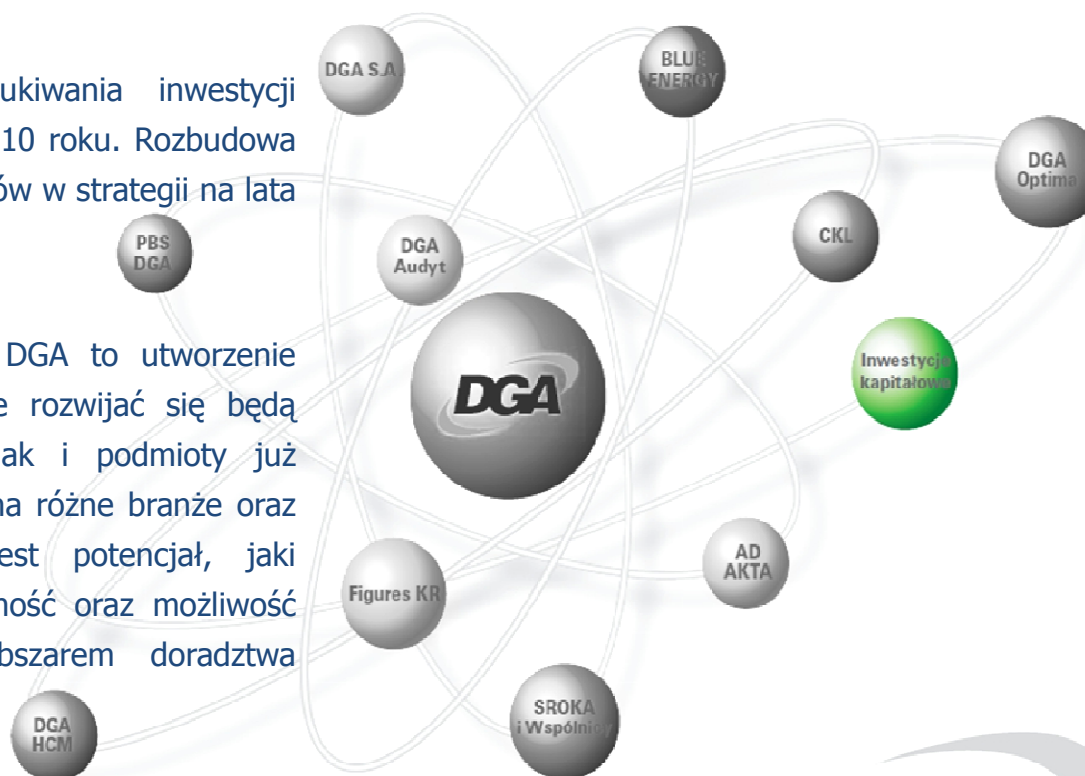 ukiwania inwestycji
10 roku. Rozbudowa
ów w strategii na lata
DGA to utworzenie
e rozwijać się będą
ak i podmioty już
na różne branże oraz
est potencjał, jaki
ność oraz możliwość
bszarem doradztwa
DGA S.A
BLUE
ENERGY
DGA
Optima
PBS
DGA
DGA
Audyt
CKL
DGA
Inwestycje
kapitałowe
AD
AKTA
Figures KR
SROKA
i Wspólnicy
DGA
HCM